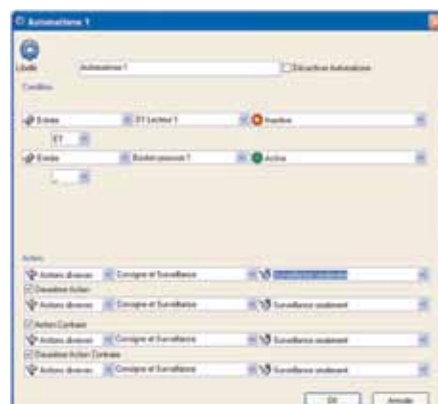 Automatisme 1
Libellé Automatisme 1 Désactiver Automatisme
Condition
Entrée ET Lecteur 1 Inactive
ET
Entrée Bouton poussoir 1 Active
Action
Actions diverses Consigne et Surveillance Surveillance seulement
Deuxième Action
Actions diverses Consigne et Surveillance Surveillance seulement
Action Contraire
Actions diverses Consigne et Surveillance Surveillance seulement
Deuxième Action Contraire
Actions diverses Consigne et Surveillance Surveillance seulement
OK Annuler